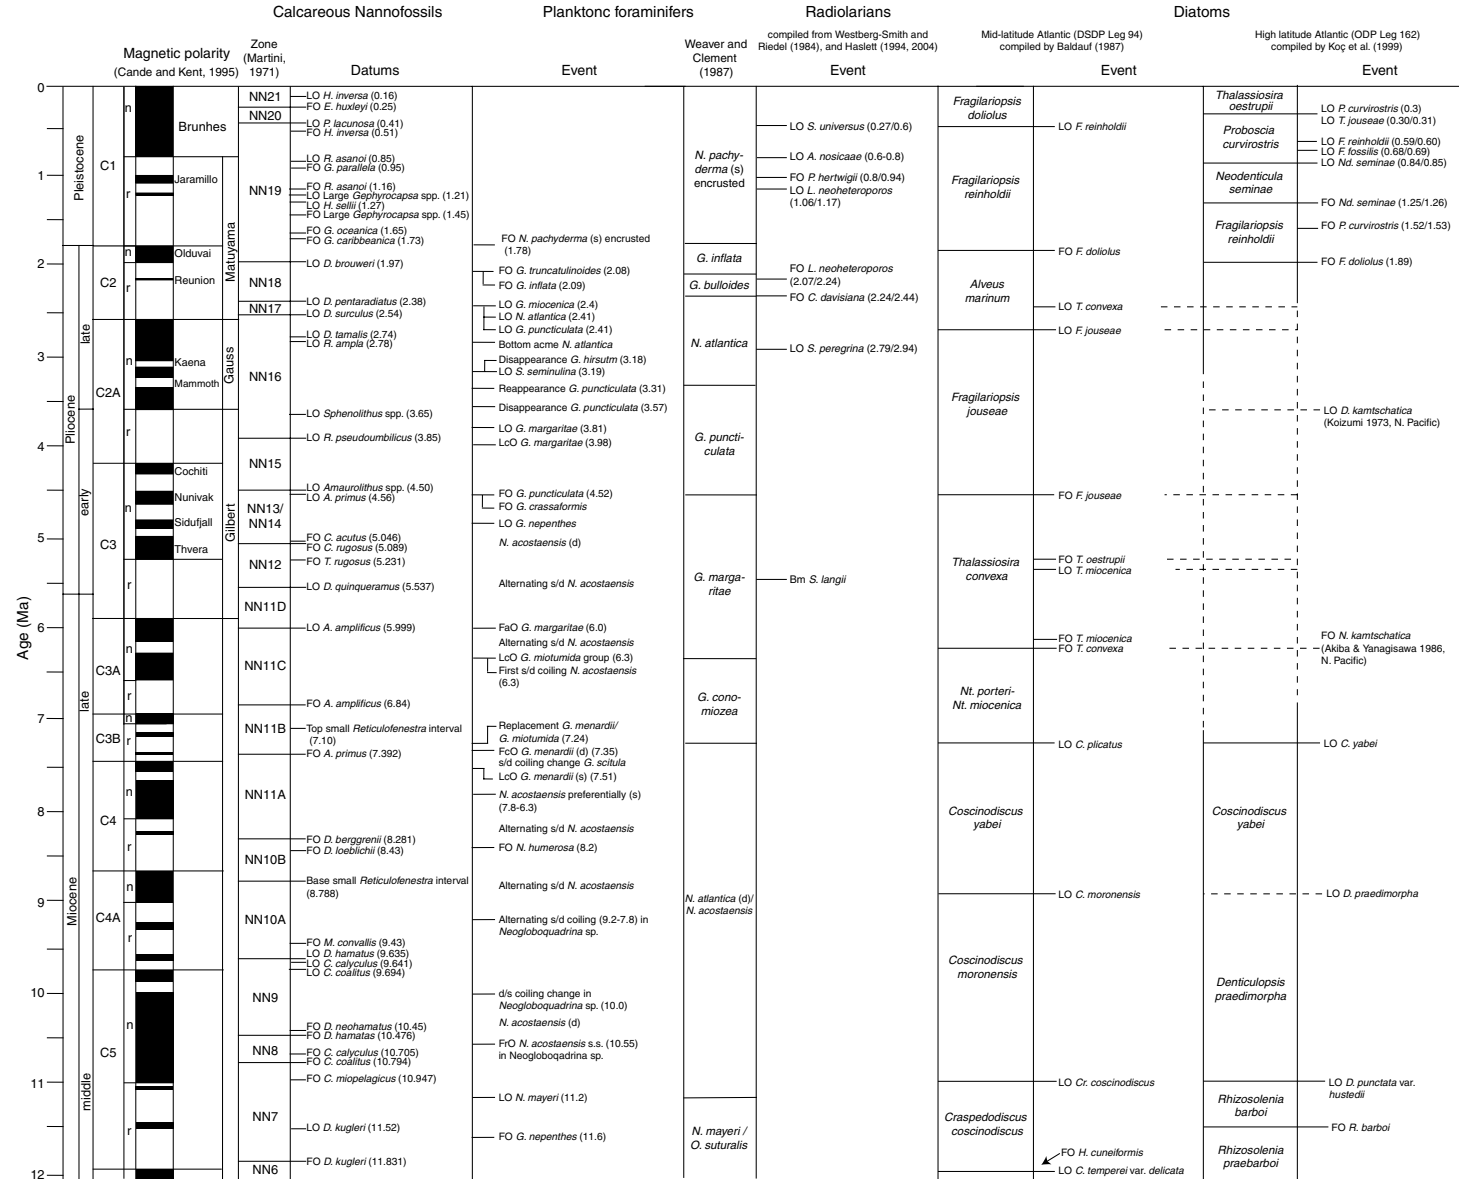 Calcareous Nannofossils
Planktonc foraminifers
Radiolarians
Diatoms
Magnetic polarity
(Cande and Kent, 1995)
Zone
(Martini,
1971)
Datums
Event
Weaver and
Clement
(1987)
compiled from Westberg-Smith and
Riedel (1984), and Haslett (1994, 2004)
Event
Mid-latitude Atlantic (DSDP Leg 94)
compiled by Baldauf (1987)
Event
High latitude Atlantic (ODP Leg 162)
compiled by Koç et al. (1999)
Event
Age (Ma)
0
1
2
3
4
5
6
7
8
9
10
11
12
Pleistocene
Pliocene
late
early
Miocene
late
middle
C1
C2
C2A
C3
C3A
C3B
C4
C4A
C5
n
r
n
r
n
r
n
r
n
r
n
r
n
r
n
r
n
r
Brunhes
Jaramillo
Olduvai
Reunion
Kaena
Mammoth
Cochiti
Nunivak
Sidufjall
Thvera
Matuyama
Gauss
Gilbert
NN21
NN20
NN19
NN18
NN17
NN16
NN15
NN13/
NN14
NN12
NN11D
NN11C
NN11B
NN11A
NN10B
NN10A
NN9
NN8
NN7
NN6
LO H. inversa (0.16)
FO E. huxleyi (0.25)
LO P. lacunosa (0.41)
FO H. inversa (0.51)
LO R. asanoi (0.85)
FO G. parallela (0.95)
FO R. asanoi (1.16)
LO Large Gephyrocapsa spp. (1.21)
LO H. sellii (1.27)
FO Large Gephyrocapsa spp. (1.45)
FO G. oceanica (1.65)
FO G. caribbeanica (1.73)
LO D. brouweri (1.97)
LO D. pentaradiatus (2.38)
LO D. surculus (2.54)
LO D. tamalis (2.74)
LO R. ampla (2.78)
LO Sphenolithus spp. (3.65)
LO R. pseudoumbilicus (3.85)
LO Amaurolithus spp. (4.50)
LO A. primus (4.56)
FO C. acutus (5.046)
FO C. rugosus (5.089)
FO T. rugosus (5.231)
LO D. quinqueramus (5.537)
LO A. amplificus (5.999)
FO A. amplificus (6.84)
Top small Reticulofenestra interval
(7.10)
FO A. primus (7.392)
FO D. berggrenii (8.281)
FO D. loeblichii (8.43)
Base small Reticulofenestra interval
(8.788)
FO M. convallis (9.43)
LO D. hamatus (9.635)
LO C. calyculus (9.641)
LO C. coalitus (9.694)
FO D. neohamatus (10.45)
FO D. hamatas (10.476)
FO C. calyculus (10.705)
FO C. coalitus (10.794)
FO C. miopelagicus (10.947)
LO D. kugleri (11.52)
FO D. kugleri (11.831)
FO N. pachyderma (s) encrusted
(1.78)
FO G. truncatulinoides (2.08)
FO G. inflata (2.09)
LO G. miocenica (2.4)
LO N. atlantica (2.41)
LO G. puncticulata (2.41)
Bottom acme N. atlantica
Disappearance G. hirsutm (3.18)
LO S. seminulina (3.19)
Reappearance G. puncticulata (3.31)
Disappearance G. puncticulata (3.57)
LO G. margaritae (3.81)
LcO G. margaritae (3.98)
FO G. puncticulata (4.52)
FO G. crassaformis
LO G. nepenthes
N. acostaensis (d)
Alternating s/d N. acostaensis
FaO G. margaritae (6.0)
Alternating s/d N. acostaensis
LcO G. miotumida group (6.3)
First s/d coiling N. acostaensis
(6.3)
Replacement G. menardii/
G. miotumida (7.24)
FcO G. menardii (d) (7.35)
s/d coiling change G. scitula
LcO G. menardii (s) (7.51)
N. acostaensis preferentially (s)
(7.8-6.3)
Alternating s/d N. acostaensis
FO N. humerosa (8.2)
Alternating s/d N. acostaensis
Alternating s/d coiling (9.2-7.8) in
Neogloboquadrina sp.
d/s coiling change in
Neogloboquadrina sp. (10.0)
N. acostaensis (d)
FrO N. acostaensis s.s. (10.55)
in Neogloboqadrina sp.
LO N. mayeri (11.2)
FO G. nepenthes (11.6)
N. pachy-
derma (s)
encrusted
G. inflata
G. bulloides
N. atlantica
G. puncti-
culata
G. marga-
ritae
G. cono-
miozea
N. atlantica (d)/
N. acostaensis
N. mayeri /
O. suturalis
LO S. universus (0.27/0.6)
LO A. nosicaae (0.6-0.8)
FO P. hertwigii (0.8/0.94)
LO L. neoheteroporos
(1.06/1.17)
FO L. neoheteroporos
(2.07/2.24)
FO C. davisiana (2.24/2.44)
LO S. peregrina (2.79/2.94)
Bm S. langii
Fragilariopsis
doliolus
Fragilariopsis
reinholdii
Alveus
marinum
Fragilariopsis
jouseae
Thalassiosira
convexa
Nt. porteri-
Nt. miocenica
Coscinodiscus
yabei
Coscinodiscus
moronensis
Craspedodiscus
coscinodiscus
LO F. reinholdii
FO F. doliolus
LO T. convexa
LO F. jouseae
FO F. jouseae
FO T. oestrupii
LO T. miocenica
FO T. miocenica
FO T. convexa
LO C. plicatus
LO C. moronensis
LO Cr. coscinodiscus
FO H. cuneiformis
LO C. temperei var. delicata
Thalassiosira
oestrupii
Proboscia
curvirostris
Neodenticula
seminae
Fragilariopsis
reinholdii
Coscinodiscus
yabei
Denticulopsis
praedimorpha
Rhizosolenia
barboi
Rhizosolenia
praebarboi
LO P. curvirostris (0.3)
LO T. jouseae (0.30/0.31)
LO F. reinholdii (0.59/0.60)
LO F. fossilis (0.68/0.69)
LO Nd. seminae (0.84/0.85)
FO Nd. seminae (1.25/1.26)
FO P. curvirostris (1.52/1.53)
FO F. doliolus (1.89)
LO D. kamtschatica
(Koizumi 1973, N. Pacific)
FO N. kamtschatica
(Akiba & Yanagisawa 1986,
N. Pacific)
LO C. yabei
LO D. praedimorpha
LO D. punctata var.
hustedii
FO R. barboi